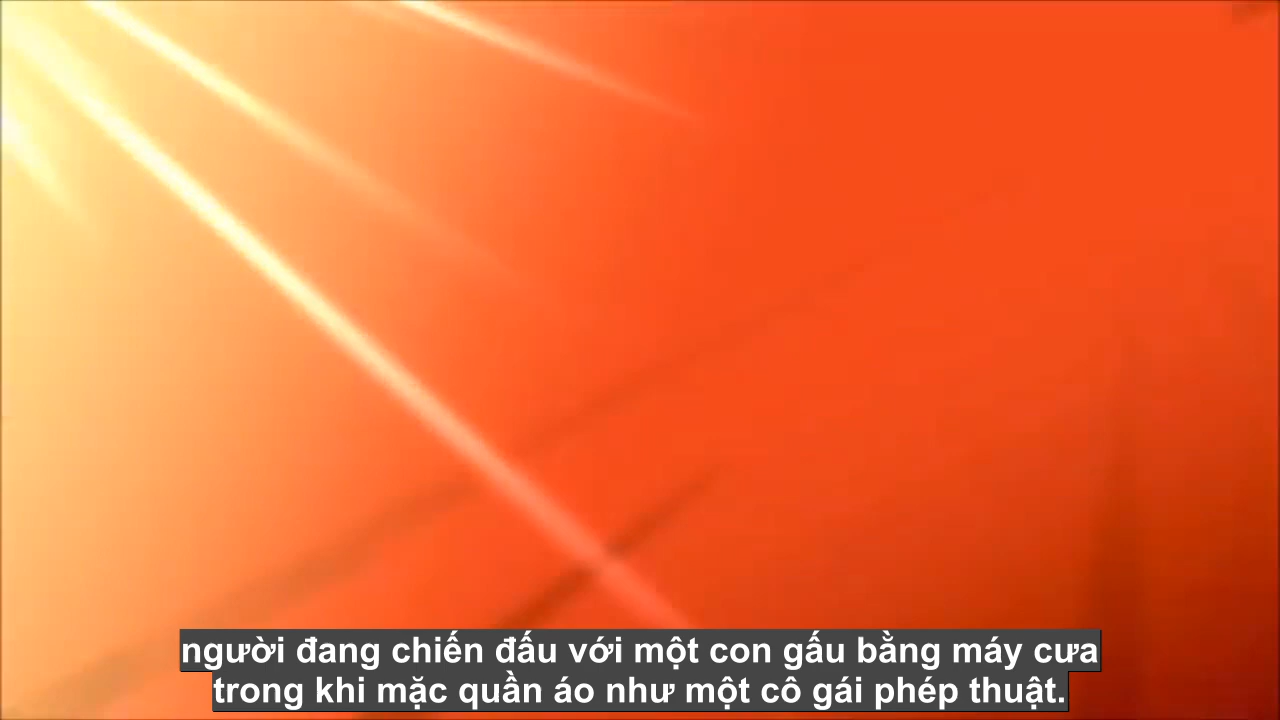 người đang chiến đấu với một con gấu bằng máy cưa
trong khi mặc quần áo như một cô gái phép thuật.